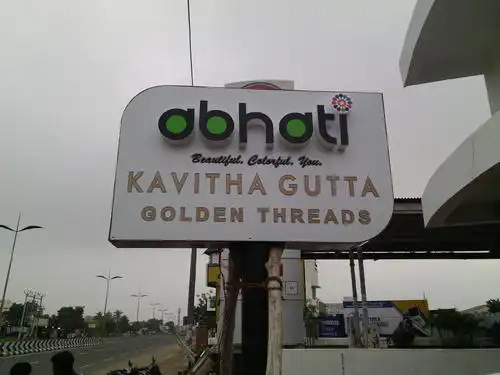 abhati
Beautiful. Colorful. You.
KAVITHA GUTTA
GOLDEN THREADS